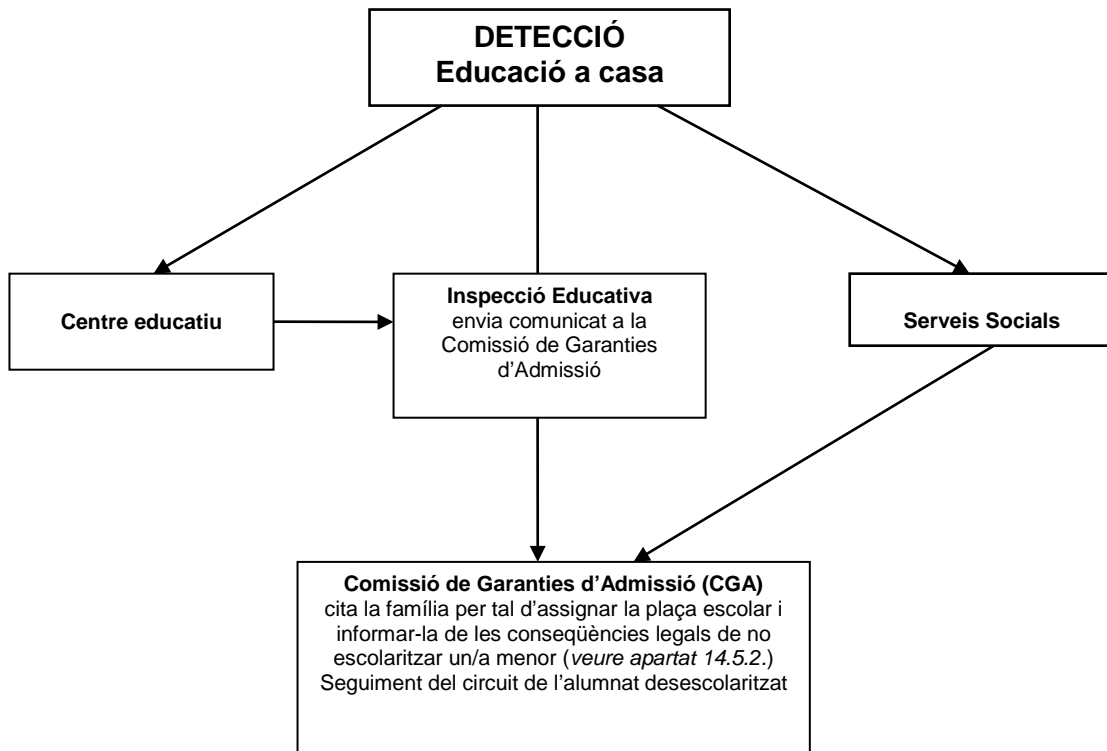 DETECCIÓ
Educació a casa
Centre educatiu
Inspecció Educativa
envia comunicat a la
Comissió de Garanties
d’Admissió
Serveis Socials
Comissió de Garanties d’Admissió (CGA)
cita la família per tal d’assignar la plaça escolar i
informar-la de les conseqüències legals de no
escolaritzar un/a menor (veure apartat 14.5.2.)
Seguiment del circuit de l’alumnat desescolaritzat